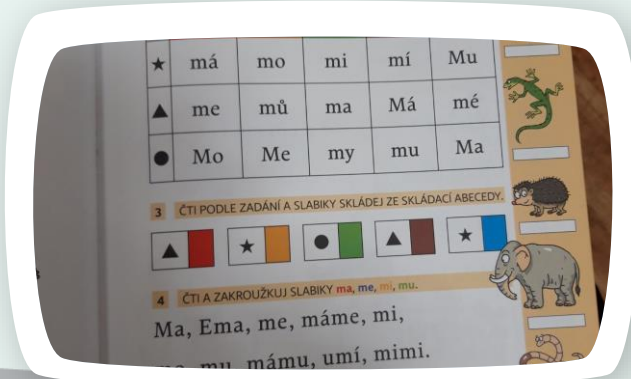 ★ má mo mi mí Mu
▲ me mů ma Má mé
● Mo Me my mu Ma
3 ČTI PODLE ZADÁNÍ A SLABIKY SKLÁDEJ ZE SKLÁDACÍ ABECEDY.
4 ČTI A ZAKROUŽKUJ SLABIKY ma, me, mi, mu.
Ma, Ema, me, máme, mi,
mu, mámu, umí, mimi.